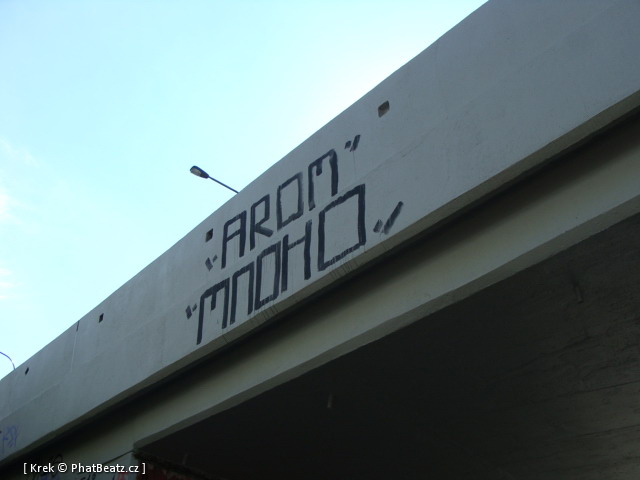 "AROM"
"MNOHO"
[ Krek © PhatBeatz.cz ]